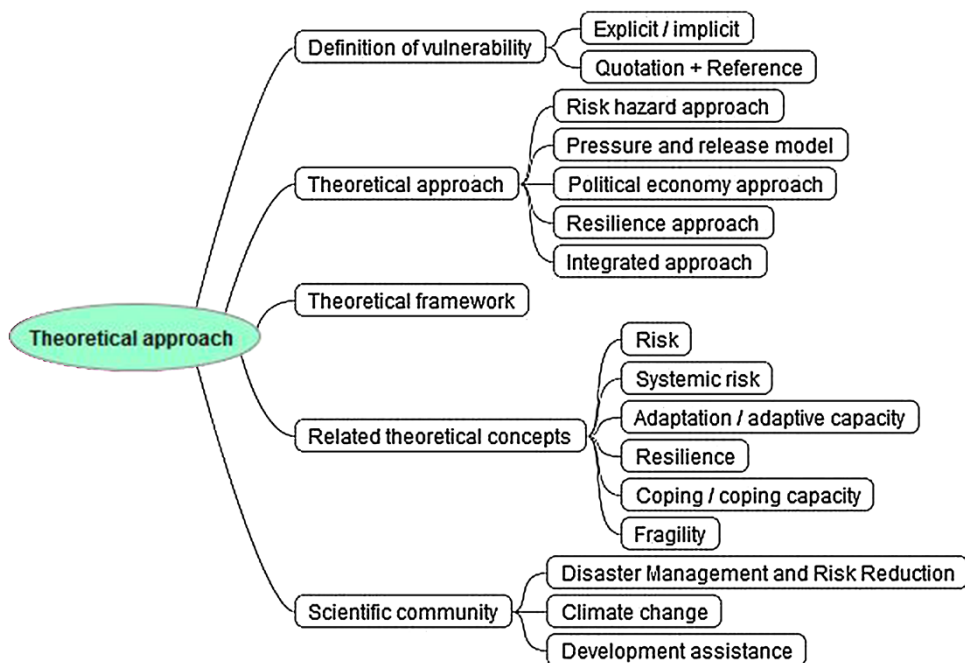 Theoretical approach
Definition of vulnerability
Explicit / implicit
Quotation + Reference
Theoretical approach
Risk hazard approach
Pressure and release model
Political economy approach
Resilience approach
Integrated approach
Theoretical framework
Related theoretical concepts
Risk
Systemic risk
Adaptation / adaptive capacity
Resilience
Coping / coping capacity
Fragility
Scientific community
Disaster Management and Risk Reduction
Climate change
Development assistance